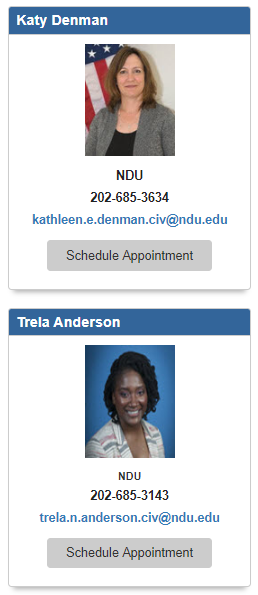 Katy Denman
NDU
202-685-3634
kathleen.e.denman.civ@ndu.edu
Schedule Appointment
Trela Anderson
NDU
202-685-3143
trela.n.anderson.civ@ndu.edu
Schedule Appointment